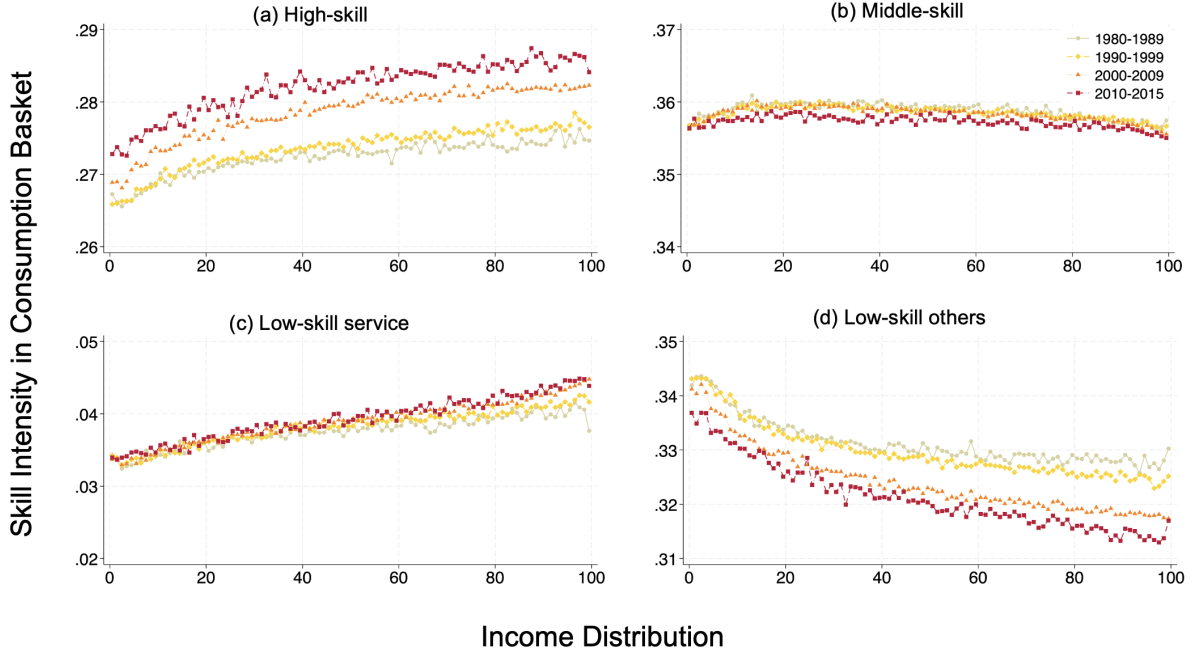 (a) High-skill
.29
.28
.27
.26
0 20 40 60 80 100
(b) Middle-skill
.37
.36
.35
.34
0 20 40 60 80 100
1980-1989
1990-1999
2000-2009
2010-2015
(c) Low-skill service
.05
.04
.03
.02
0 20 40 60 80 100
(d) Low-skill others
.35
.34
.33
.32
.31
0 20 40 60 80 100
Skill Intensity in Consumption Basket
Income Distribution